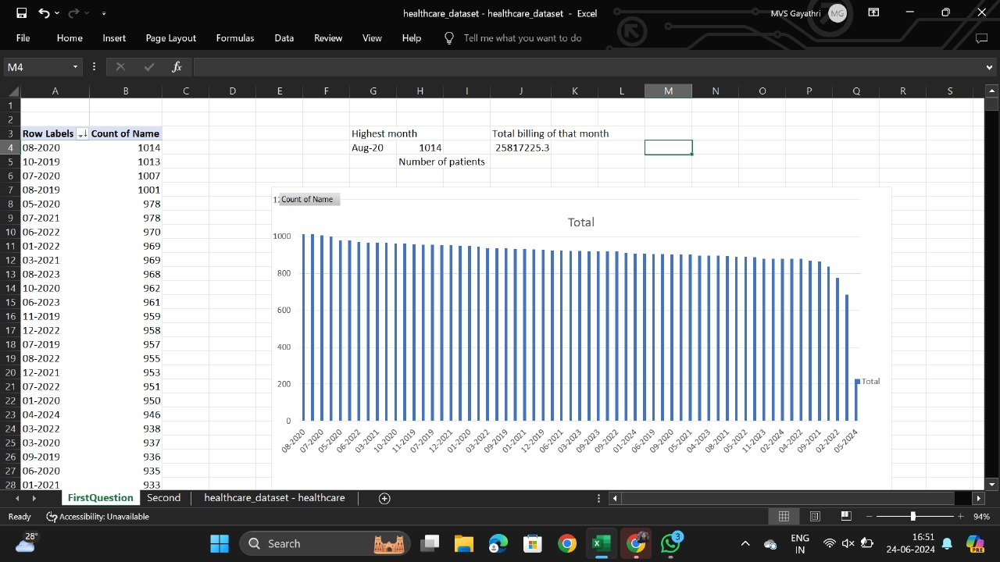 healthcare_dataset - healthcare_dataset - Excel
MVS Gayathri
MG
File Home Insert Page Layout Formulas Data Review View Help Tell me what you want to do
M4
fx
A B C D E F G H I J K L M N O P Q R S
1
2
3 Row Labels Count of Name Highest month Total billing of that month
4 08-2020 1014 Aug-20 1014 25817225.3
5 10-2019 1013 Number of patients
6 07-2020 1007
7 08-2019 1001
8 05-2020 978
9 07-2021 978
10 06-2022 970
11 01-2022 969
12 03-2021 969
13 08-2023 968
14 10-2020 962
15 06-2023 961
16 11-2019 959
17 12-2022 958
18 07-2019 957
19 08-2022 955
20 12-2021 953
21 07-2022 951
22 01-2020 950
23 04-2024 946
24 03-2022 938
25 03-2020 937
26 09-2019 936
27 06-2020 935
28 01-2021 933
Count of Name
Total
1000
800
600
400
200
0
Total
08-2020 07-2020 05-2020 06-2022 03-2021 10-2020 11-2019 07-2019 12-2021 01-2020 03-2022 09-2019 01-2021 12-2019 06-2021 03-2023 09-2023 09-2022 01-2024 06-2019 09-2020 05-2021 04-2023 08-2021 05-2022 11-2023 02-2024 04-2022 09-2021 02-2022 05-2024
FirstQuestion Second healthcare_dataset - healthcare
Ready Accessibility: Unavailable
94%
28°
Search
PRE
3
ENG
IN
16:51
24-06-2024